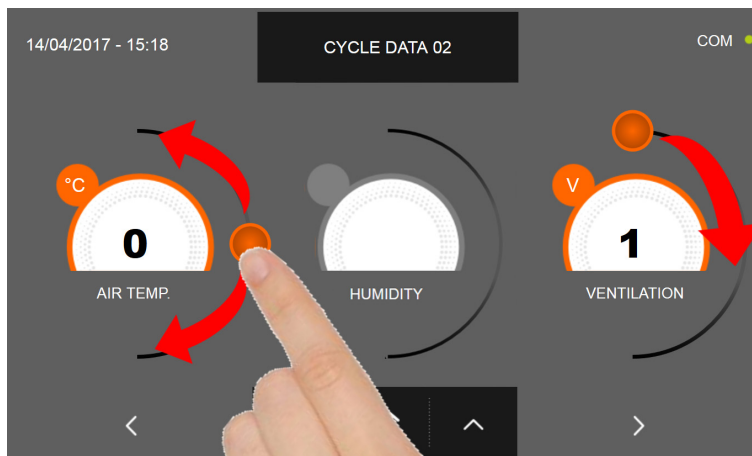 14/04/2017 - 15:18
CYCLE DATA 02
COM
°C
V
0
1
AIR TEMP.
HUMIDITY
VENTILATION